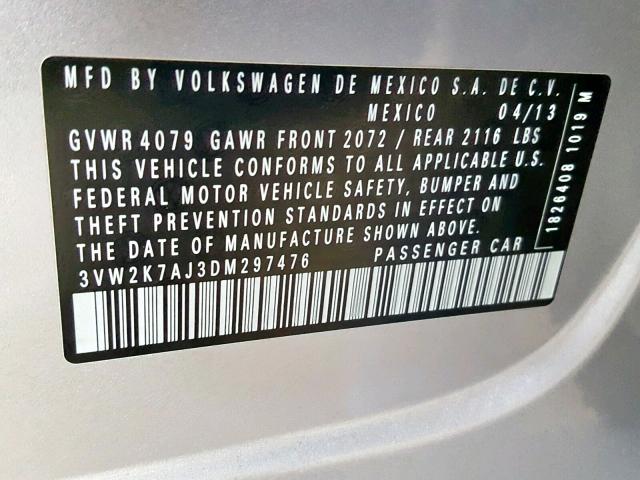 MFD BY VOLKSWAGEN DE MEXICO S.A. DE C.V.
MEXICO 04/13
GVWR 4079 GAWR FRONT 2072 / REAR 2116 LBS
THIS VEHICLE CONFORMS TO ALL APPLICABLE U.S.
FEDERAL MOTOR VEHICLE SAFETY, BUMPER AND
THEFT PREVENTION STANDARDS IN EFFECT ON
THE DATE OF MANUFACTURE SHOWN ABOVE.
3VW2K7AJ3DM297476 PASSENGER CAR
1826408 1019 M